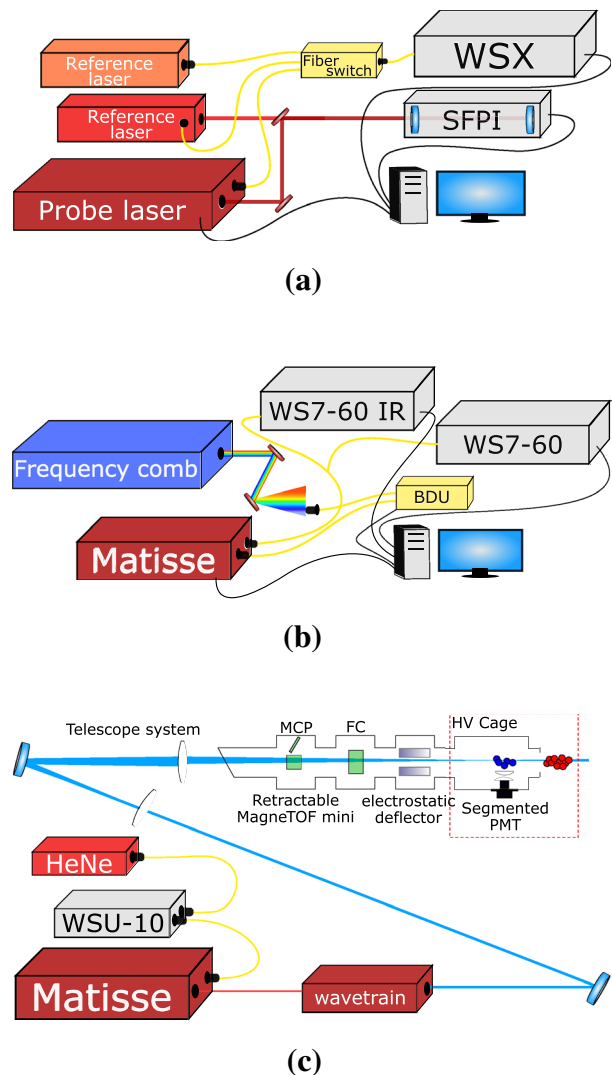 Reference
laser
Fiber
switch
WSX
Reference
laser
SFPI
Probe laser
(a)
WS7-60 IR
WS7-60
Frequency comb
BDU
Matisse
(b)
Telescope system
MCP
FC
HV Cage
Retractable
MagneTOF mini
electrostatic
deflector
Segmented
PMT
HeNe
WSU-10
Matisse
wavetrain
(c)